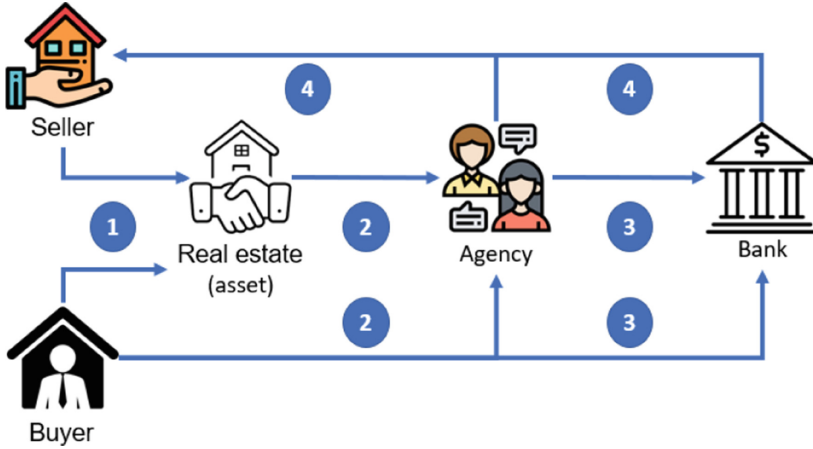 4
4
Seller
$
1
2
3
Real estate
(asset)
Agency
Bank
2
3
Buyer